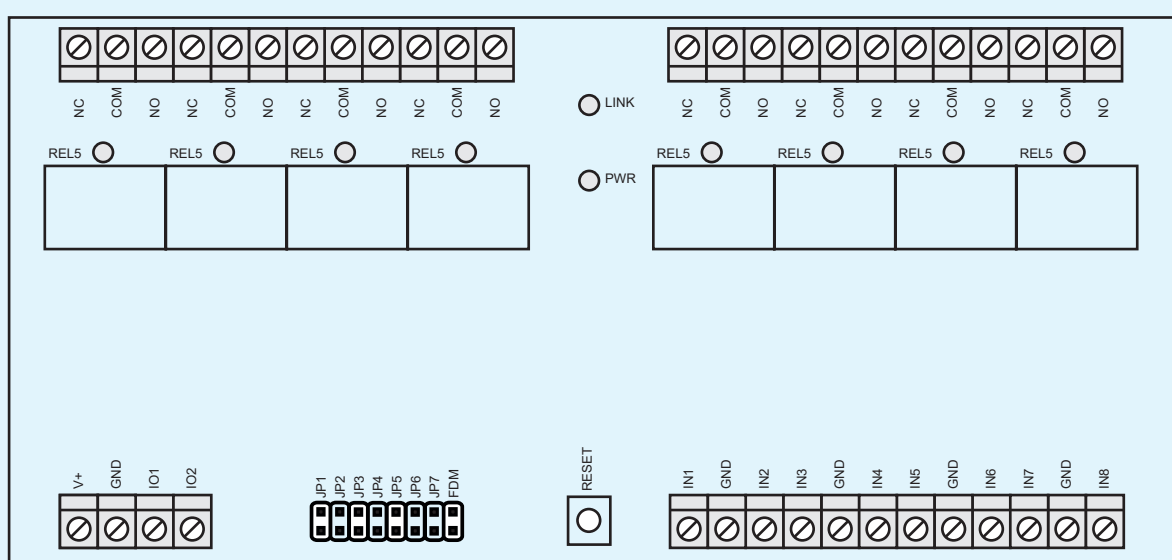 NC COM NO NC COM NO NC COM NO NC COM NO
NC COM NO NC COM NO NC COM NO NC COM NO
LINK
REL5 REL5 REL5 REL5
REL5 REL5 REL5 REL5
PWR
V+ GND IO1 IO2
JP1 JP2 JP3 JP4 JP5 JP6 JP7 FDM
RESET
IN1 GND IN2 IN3 GND IN4 IN5 GND IN6 IN7 GND IN8